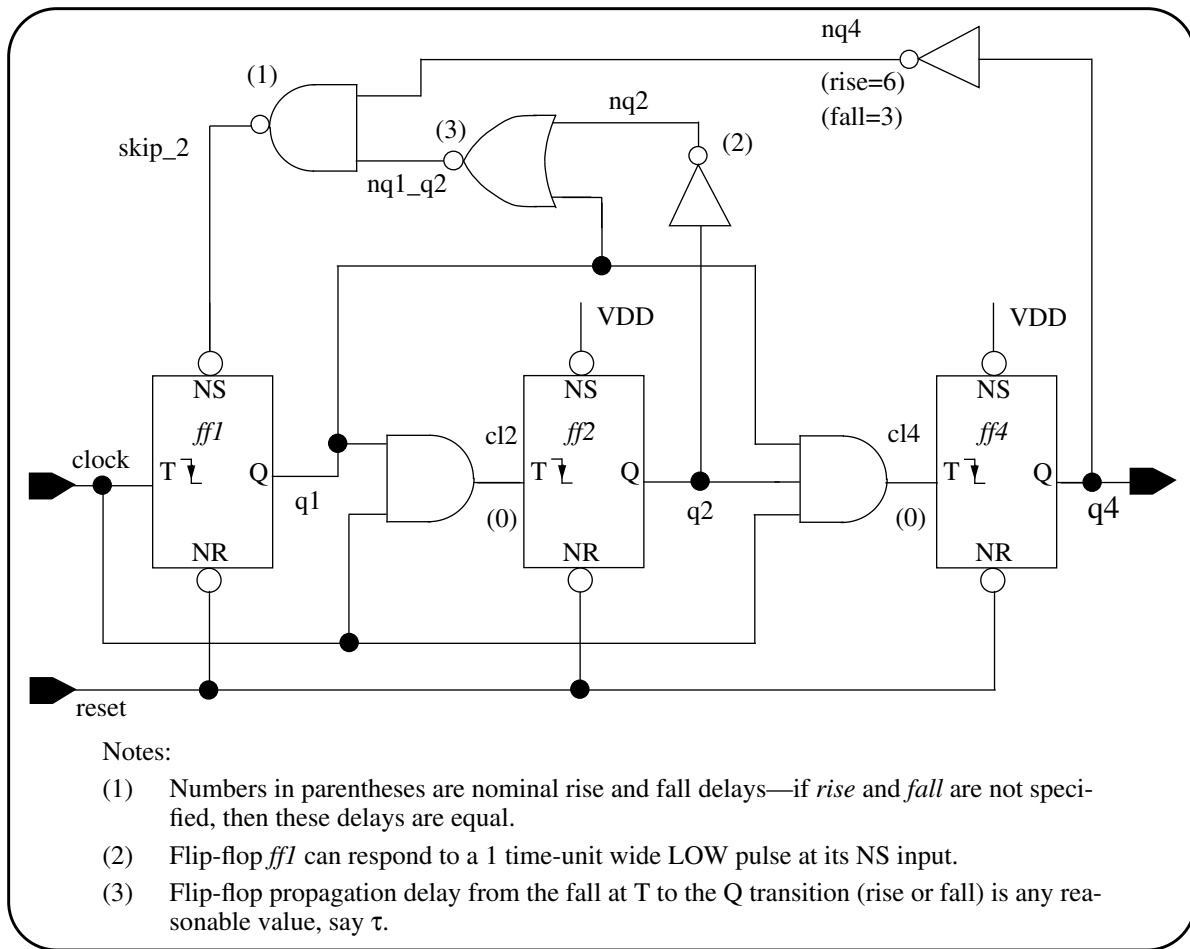 nq4
(1)
(rise=6)
(fall=3)
nq2
(3)
(2)
skip_2
nq1_q2
VDD
VDD
NS
NS
NS
ff1
cl2
ff2
cl4
ff4
clock
T
Q
T
Q
T
Q
q1
(0)
q2
(0)
q4
NR
NR
NR
reset
Notes:
(1) Numbers in parentheses are nominal rise and fall delays—if rise and fall are not speci-
fied, then these delays are equal.
(2) Flip-flop ff1 can respond to a 1 time-unit wide LOW pulse at its NS input.
(3) Flip-flop propagation delay from the fall at T to the Q transition (rise or fall) is any rea-
sonable value, say τ.